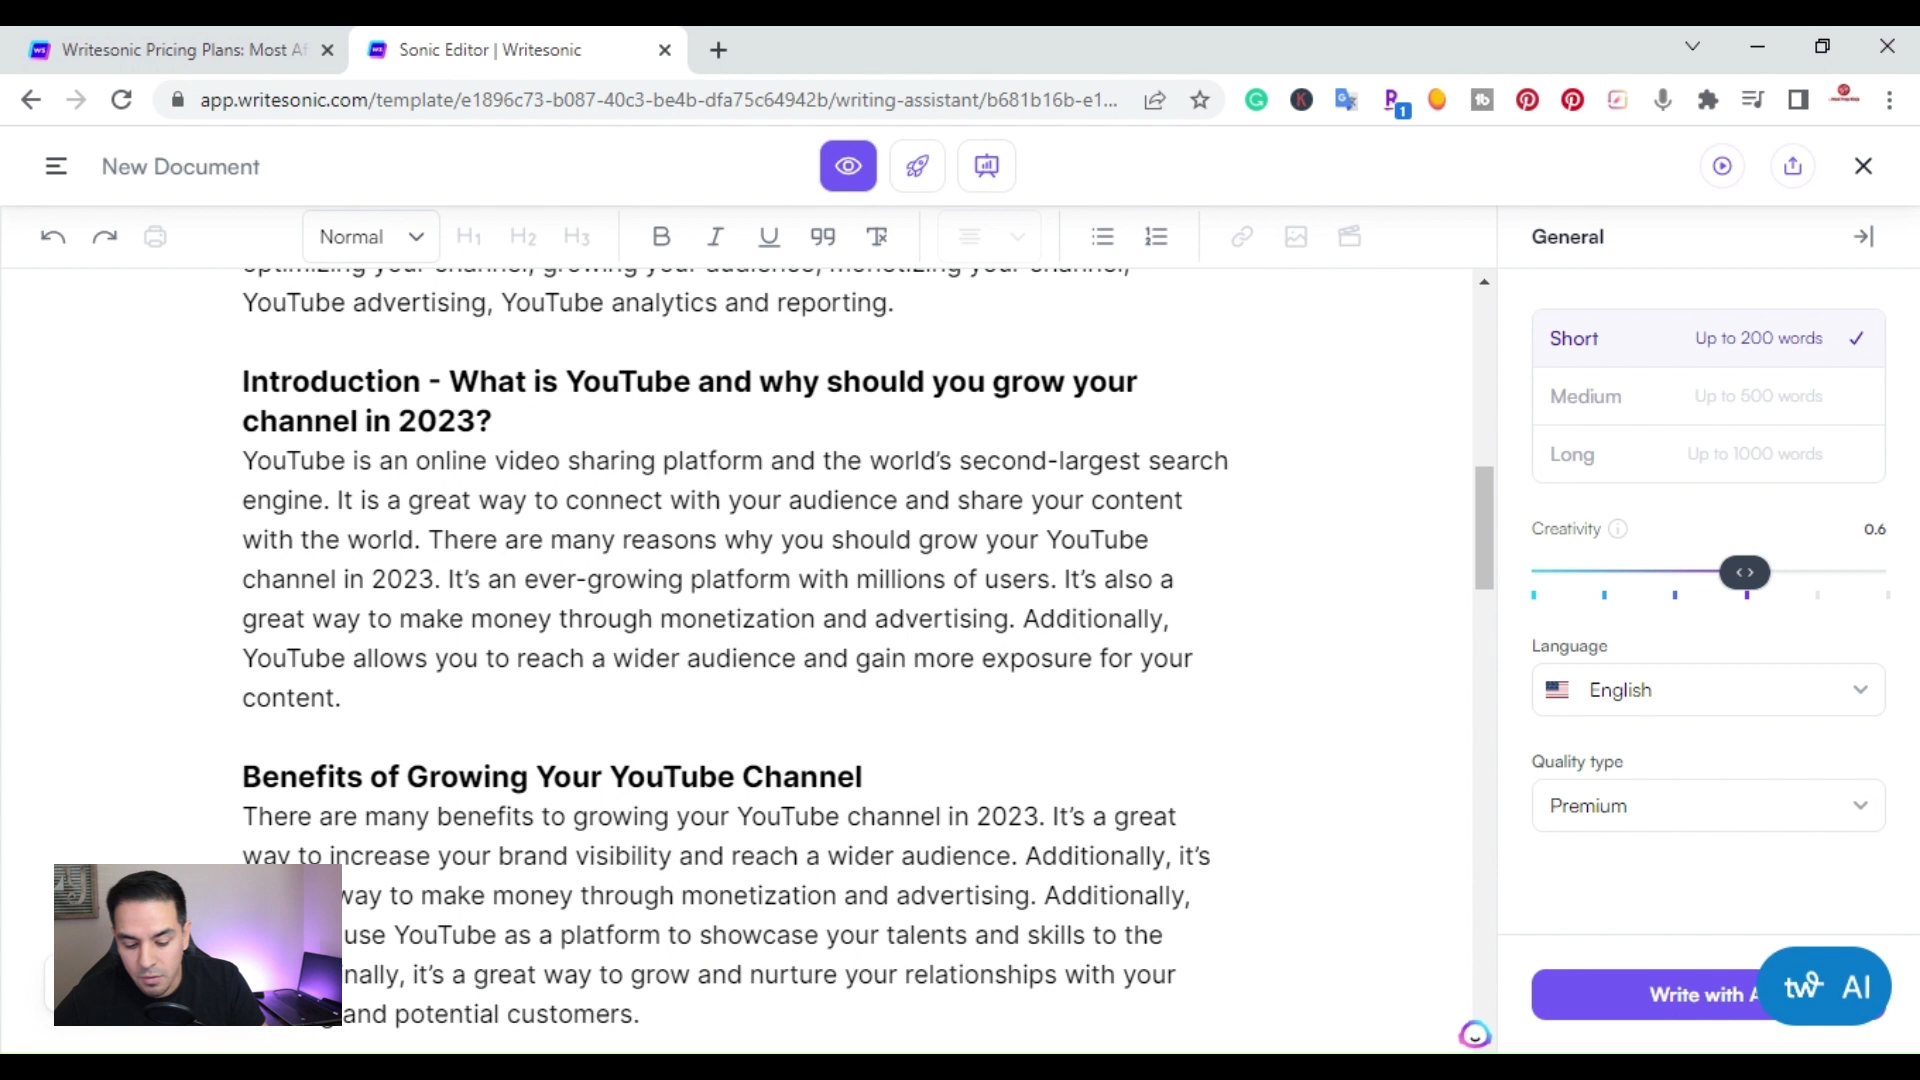 Writesonic Pricing Plans: Most Af
Sonic Editor | Writesonic
app.writesonic.com/template/e1896c73-b087-40c3-be4b-dfa75c64942b/writing-assistant/b681b16b-e1...
1
New Document
Normal
H1 H2 H3
B I U
General
YouTube advertising, YouTube analytics and reporting.
Introduction - What is YouTube and why should you grow your
channel in 2023?
YouTube is an online video sharing platform and the world's second-largest search
engine. It is a great way to connect with your audience and share your content
with the world. There are many reasons why you should grow your YouTube
channel in 2023. It's an ever-growing platform with millions of users. It's also a
great way to make money through monetization and advertising. Additionally,
YouTube allows you to reach a wider audience and gain more exposure for your
content.
Benefits of Growing Your YouTube Channel
There are many benefits to growing your YouTube channel in 2023. It's a great
way to increase your brand visibility and reach a wider audience. Additionally, it's
way to make money through monetization and advertising. Additionally,
use YouTube as a platform to showcase your talents and skills to the
nally, it's a great way to grow and nurture your relationships with your
and potential customers.
Short Up to 200 words
Medium Up to 500 words
Long Up to 1000 words
Creativity 0.6
Language
English
Quality type
Premium
Write with A
AI